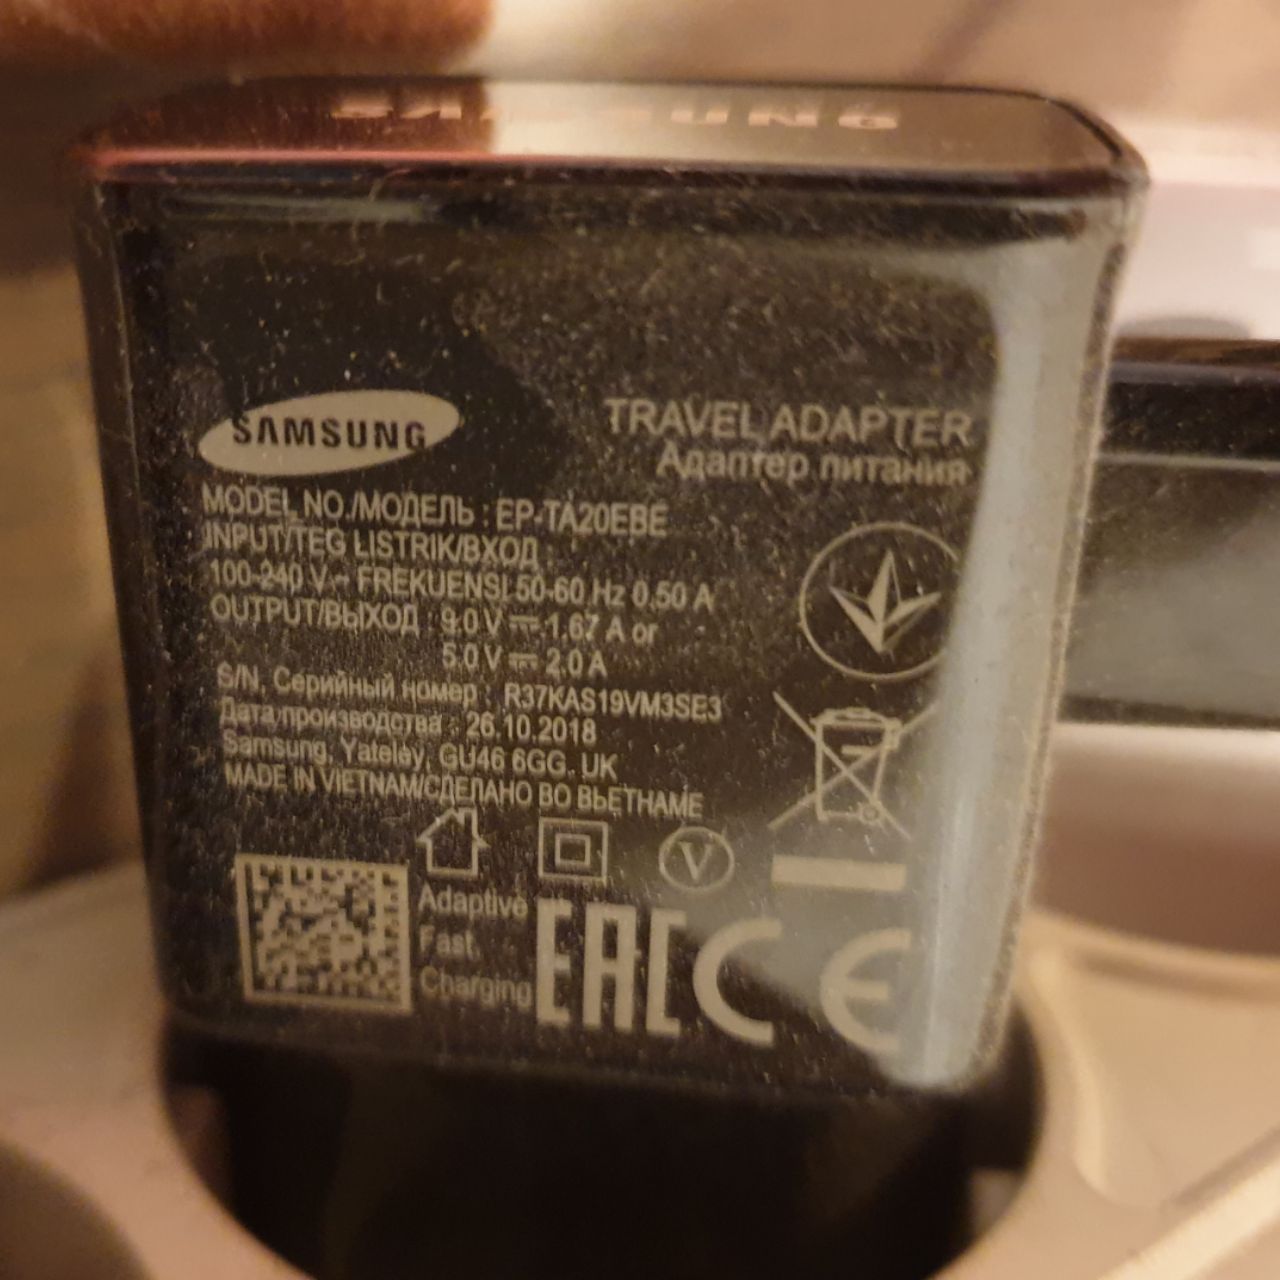 SAMSUNG
SAMSUNG
TRAVEL ADAPTER
Адаптер питания
MODEL NO./МОДЕЛЬ : EP-TA20EBE
INPUT/TEG LISTRIK/ВХОД :
100-240 V~ FREKUENSI 50-60 Hz 0.50 A
OUTPUT/ВЫХОД : 9.0 V⎓1.67 A or
5.0 V⎓2.0 A
S/N, Серийный номер : R37KAS19VM3SE3
Дата производства : 26.10.2018
Samsung, Yateley, GU46 6GG. UK
MADE IN VIETNAM/СДЕЛАНО ВО ВЬЕТНАМЕ
V
Adaptive
Fast
Charging
EAC CE